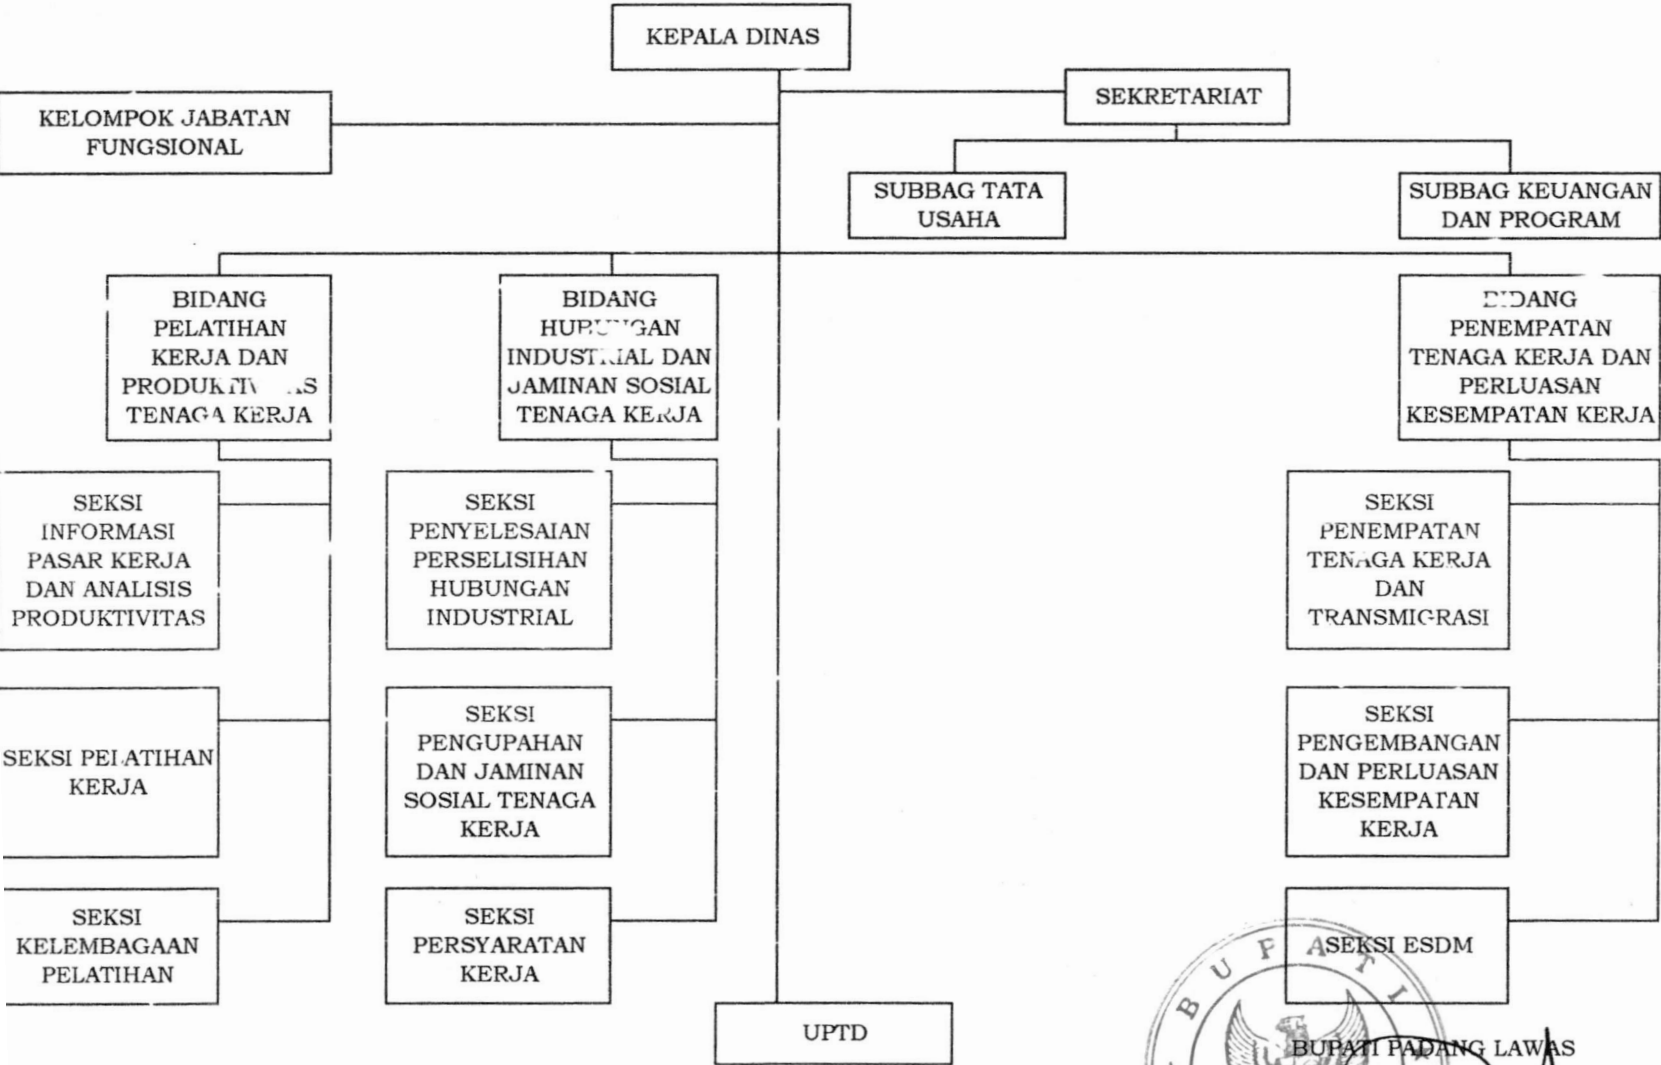 KEPALA DINAS
SEKRETARIAT
KELOMPOK JABATAN
FUNGSIONAL
SUBBAG TATA
USAHA
SUBBAG KEUANGAN
DAN PROGRAM
BIDANG
PELATIHAN
KERJA DAN
PRODUKTIVITAS
TENAGA KERJA
BIDANG
HUBUNGAN
INDUSTRIAL DAN
JAMINAN SOSIAL
TENAGA KERJA
BIDANG
PENEMPATAN
TENAGA KERJA DAN
PERLUASAN
KESEMPATAN KERJA
SEKSI
INFORMASI
PASAR KERJA
DAN ANALISIS
PRODUKTIVITAS
SEKSI
PENYELESAIAN
PERSELISIHAN
HUBUNGAN
INDUSTRIAL
SEKSI
PENEMPATAN
TENAGA KERJA
DAN
TRANSMIGRASI
SEKSI PELATIHAN
KERJA
SEKSI
PENGUPAHAN
DAN JAMINAN
SOSIAL TENAGA
KERJA
SEKSI
PENGEMBANGAN
DAN PERLUASAN
KESEMPATAN
KERJA
SEKSI
KELEMBAGAAN
PELATIHAN
SEKSI
PERSYARATAN
KERJA
SEKSI ESDM
UPTD
BUPATI
BUPATI PADANG LAWAS